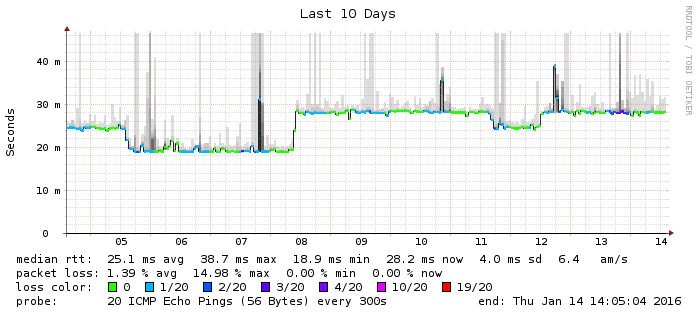 Last 10 Days
RRDTOOL / TOBI OETIKER
Seconds
40 m
30 m
20 m
10 m
0
05 06 07 08 09 10 11 12 13 14
median rtt: 25.1 ms avg 38.7 ms max 18.9 ms min 28.2 ms now 4.0 ms sd 6.4 am/s
packet loss: 1.39 % avg 14.98 % max 0.00 % min 0.00 % now
loss color: 0 1/20 2/20 3/20 4/20 10/20 19/20
probe: 20 ICMP Echo Pings (56 Bytes) every 300s end: Thu Jan 14 14:05:04 2016